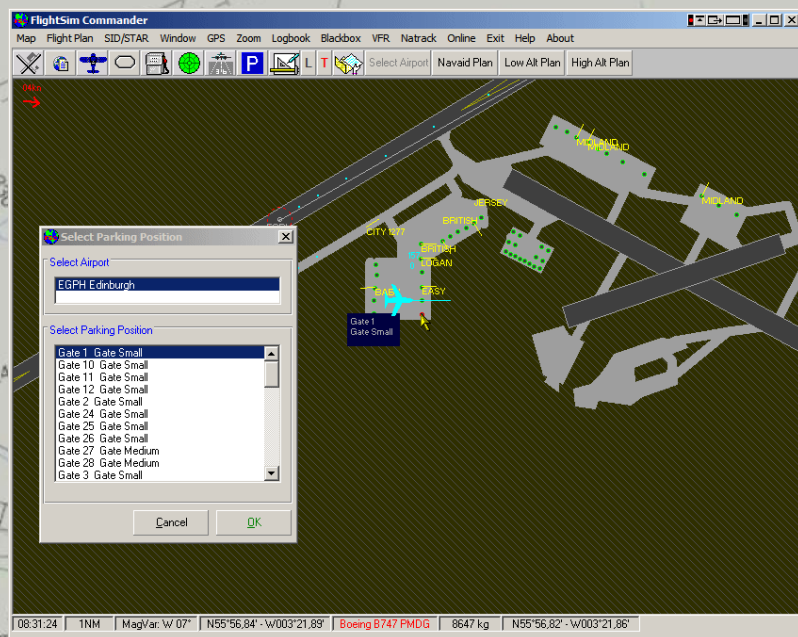 FlightSim Commander
Map Flight Plan SID/STAR Window GPS Zoom Logbook Blackbox VFR Natrack Online Exit Help About
P L T Select Airport Navaid Plan Low Alt Plan High Alt Plan
MIDLAND
MIDLAND
MIDLAND
JERSEY
BRITISH
CITY 1277
BRITISH
LOGAN
EASY
Gate 1
Gate Small
Select Parking Position
Select Airport
EGPH Edinburgh
Select Parking Position
Gate 1 Gate Small
Gate 10 Gate Small
Gate 11 Gate Small
Gate 12 Gate Small
Gate 2 Gate Small
Gate 24 Gate Small
Gate 25 Gate Small
Gate 26 Gate Small
Gate 27 Gate Medium
Gate 28 Gate Medium
Gate 3 Gate Small
Cancel OK
08:31:24 1NM MagVar: W 07° N55°56,84' - W003°21,89' Boeing B747 PMDG 8647 kg N55°56,82' - W003°21,86'